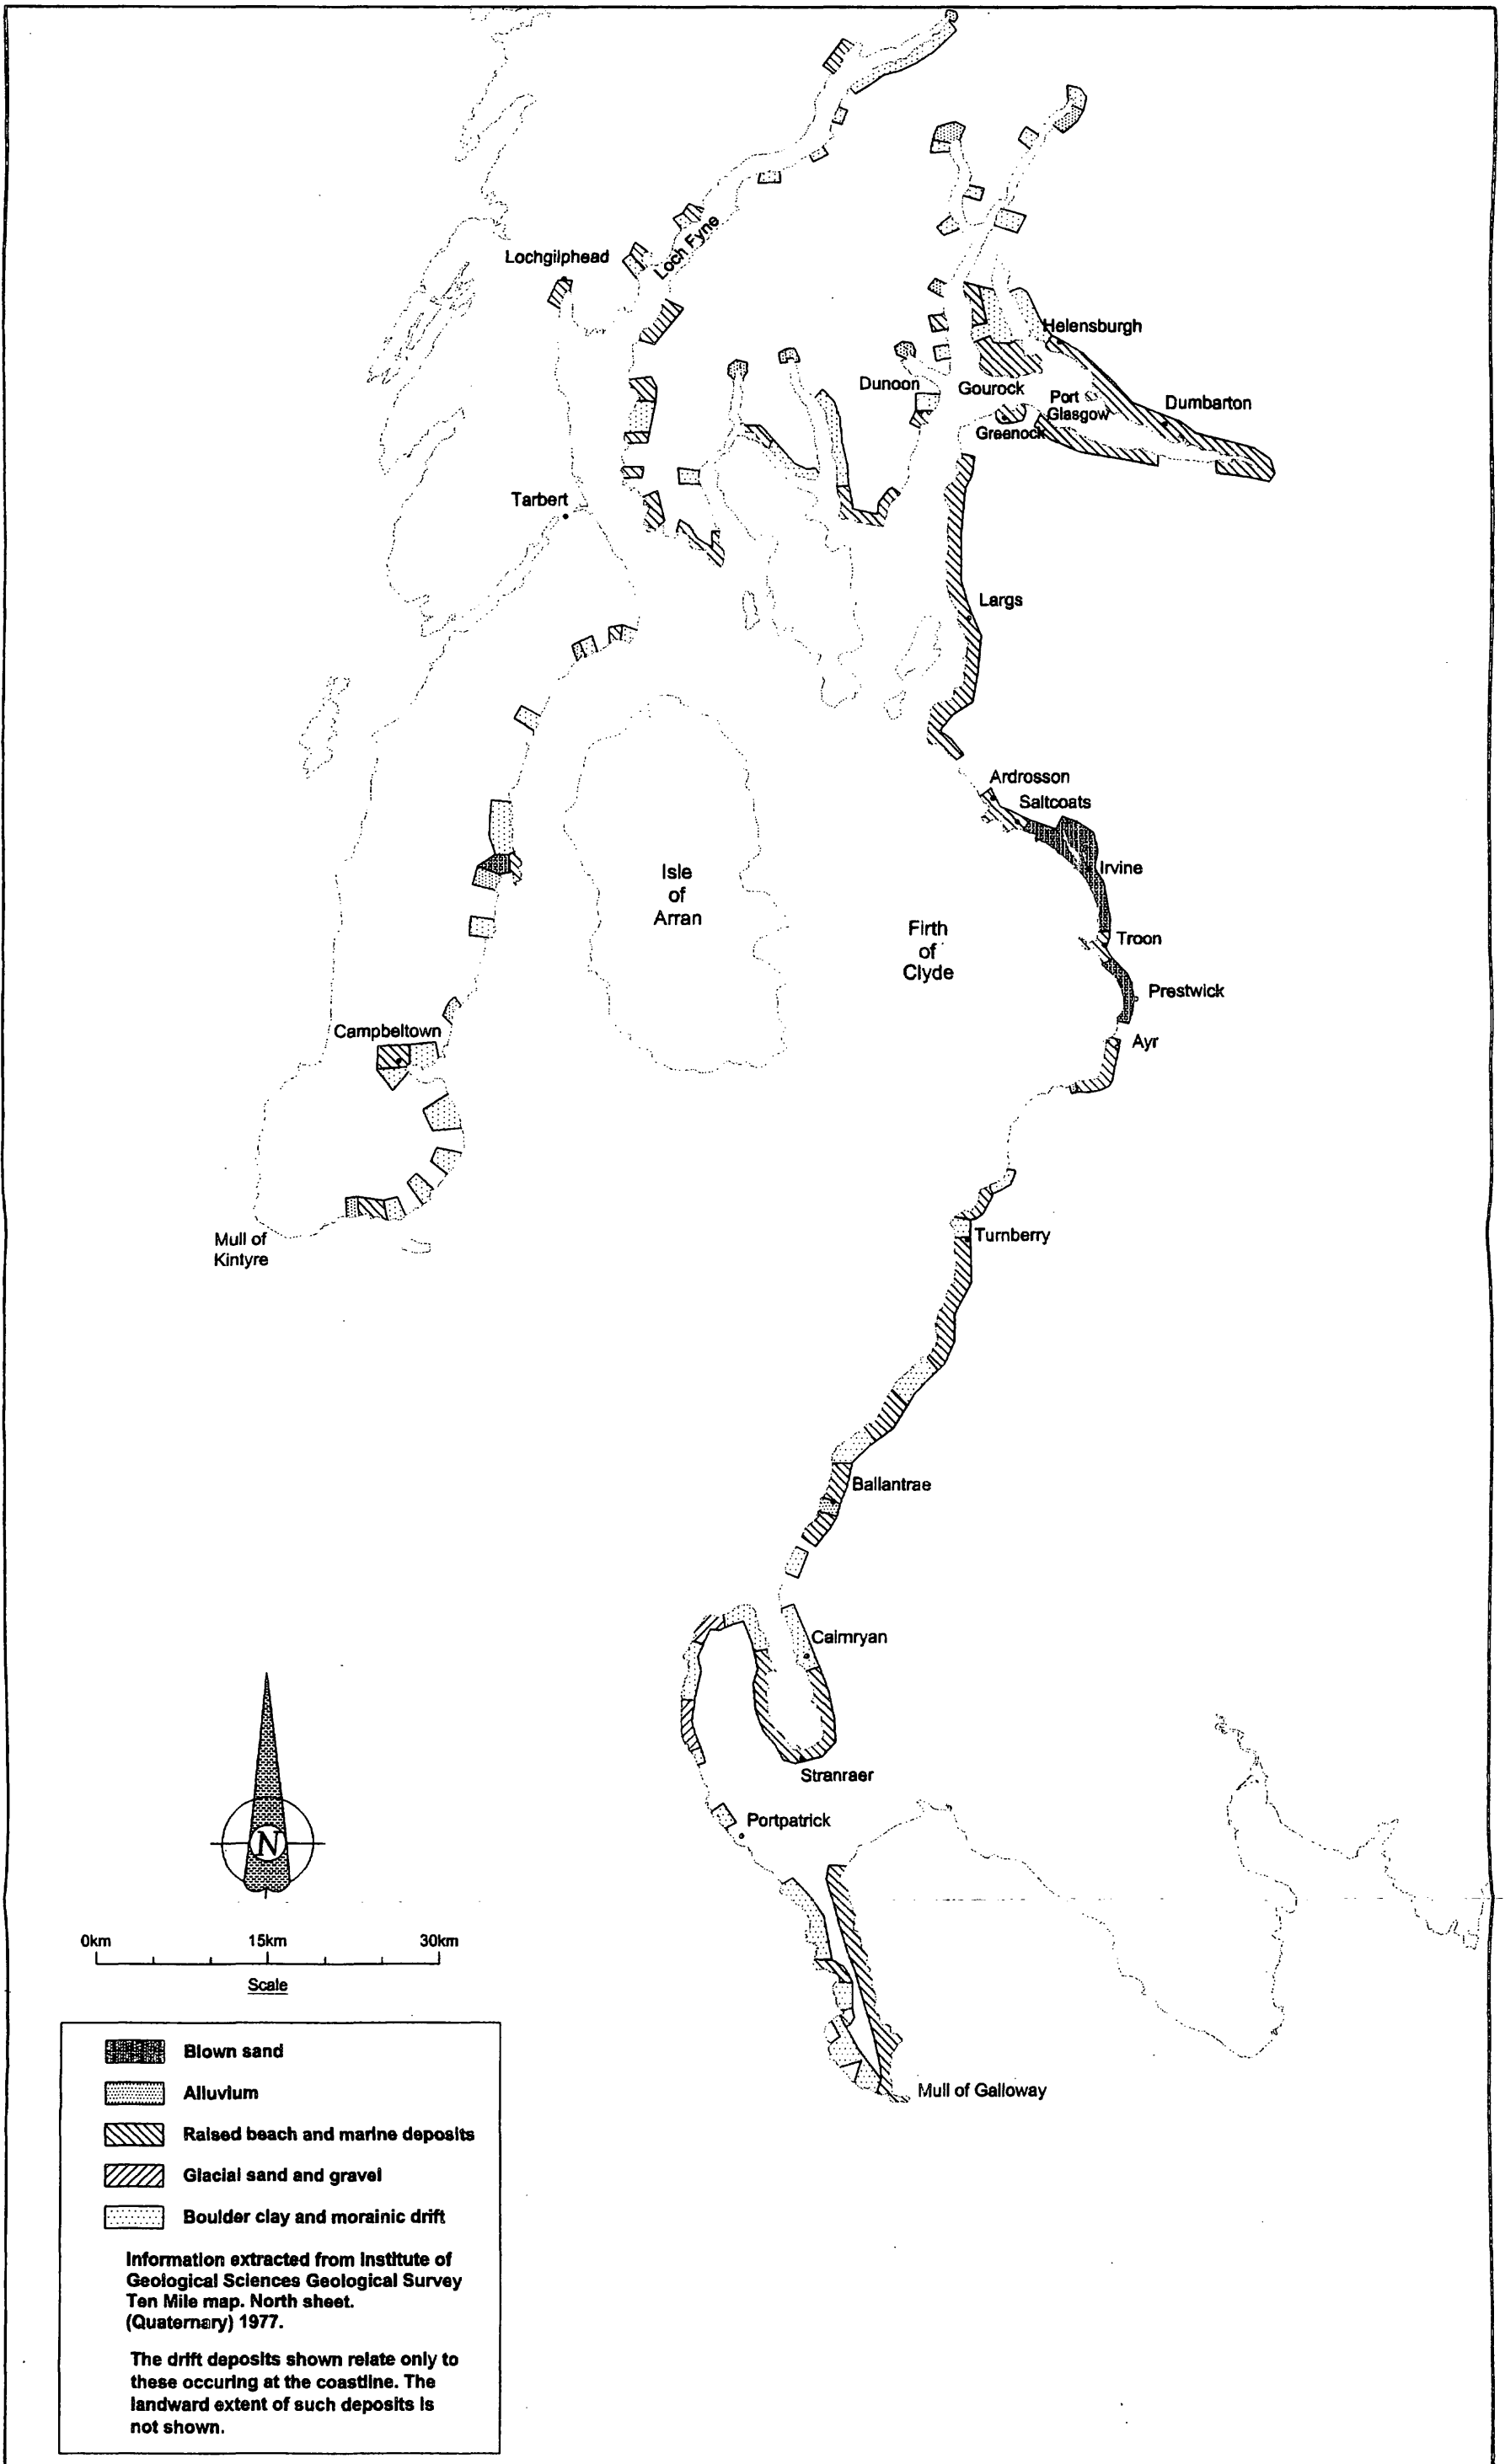 Lochgilphead
Loch Fyne
Helensburgh
Dunoon
Gourock
Port
Glasgow
Dumbarton
Greenock
Tarbert
Largs
Ardrosson
Saltcoats
Isle
of
Arran
Irvine
Firth
of
Clyde
Troon
Prestwick
Campbeltown
Ayr
Mull of
Kintyre
Turnberry
Ballantrae
Cairnryan
Stranraer
Portpatrick
N
0km 15km 30km
Scale
Mull of Galloway
Blown sand
Alluvium
Raised beach and marine deposits
Glacial sand and gravel
Boulder clay and morainic drift
Information extracted from Institute of
Geological Sciences Geological Survey
Ten Mile map. North sheet.
(Quaternary) 1977.
The drift deposits shown relate only to
these occuring at the coastline. The
landward extent of such deposits is
not shown.